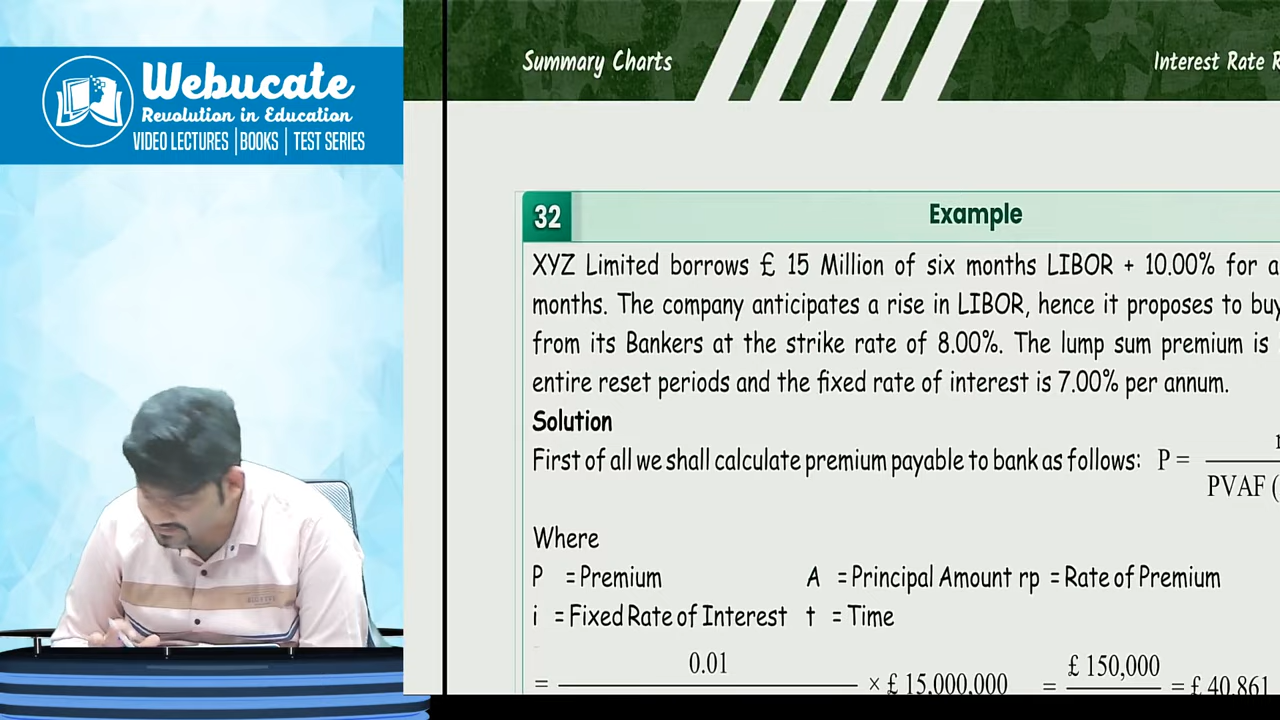 Webucate
Revolution in Education
VIDEO LECTURES | BOOKS | TEST SERIES
Summary Charts
Interest Rate R
32
Example
XYZ Limited borrows £ 15 Million of six months LIBOR + 10.00% for a
months. The company anticipates a rise in LIBOR, hence it proposes to buy
from its Bankers at the strike rate of 8.00%. The lump sum premium is
entire reset periods and the fixed rate of interest is 7.00% per annum.
Solution
First of all we shall calculate premium payable to bank as follows: P =
PVAF (
Where
P = Premium A = Principal Amount rp = Rate of Premium
i = Fixed Rate of Interest t = Time
0.01 £ 150,000
= × £ 15,000,000 = = £ 40,861